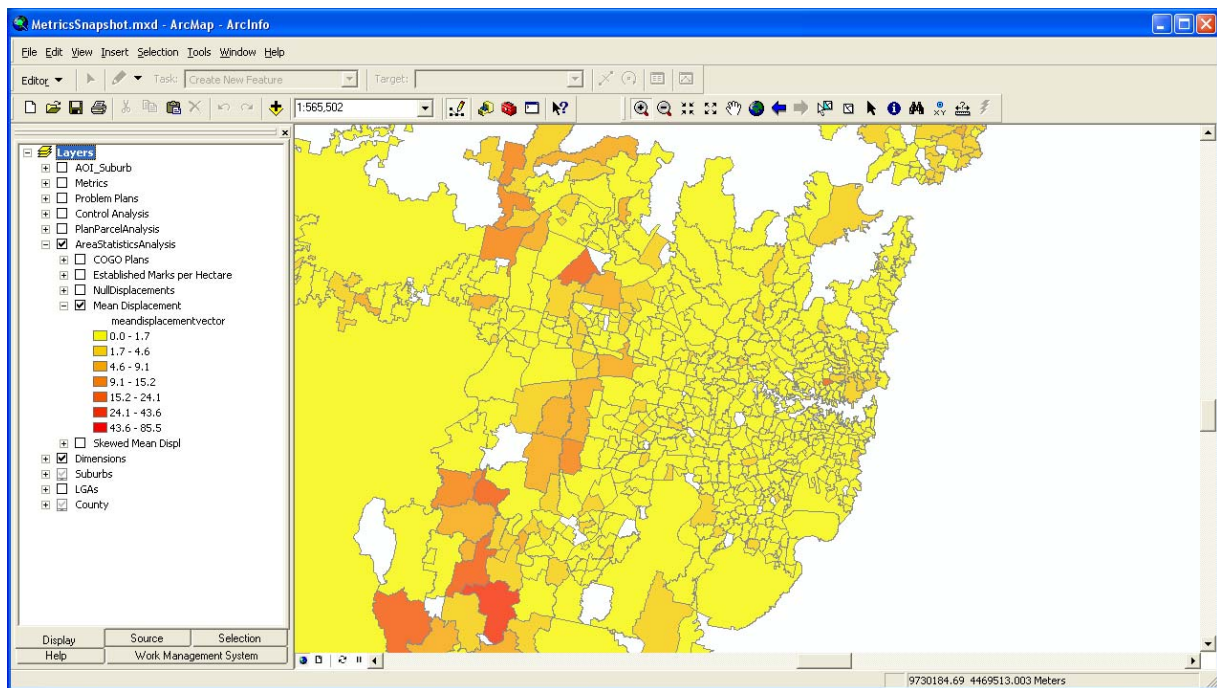 MetricsSnapshot.mxd - ArcMap - ArcInfo
File Edit View Insert Selection Tools Window Help
Editor Task: Create New Feature Target:
1:565,502
Layers
AOI_Suburb
Metrics
Problem Plans
Control Analysis
PlanParcelAnalysis
AreaStatisticsAnalysis
COGO Plans
Established Marks per Hectare
NullDisplacements
Mean Displacement
meandisplacementvector
0.0 - 1.7
1.7 - 4.6
4.6 - 9.1
9.1 - 15.2
15.2 - 24.1
24.1 - 43.6
43.6 - 85.5
Skewed Mean Displ
Dimensions
Suburbs
LGAs
County
Display Source Selection
Help Work Management System
9730184.69 4469513.003 Meters